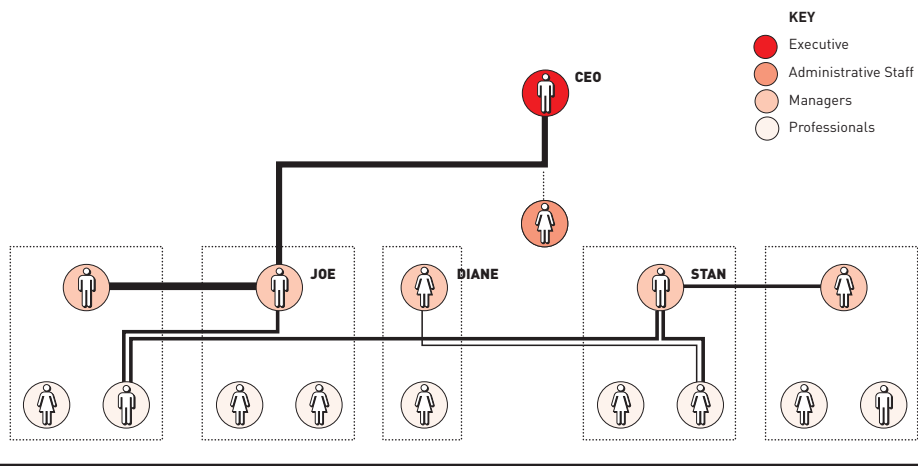 KEY
Executive
Administrative Staff
Managers
Professionals
CEO
JOE
DIANE
STAN